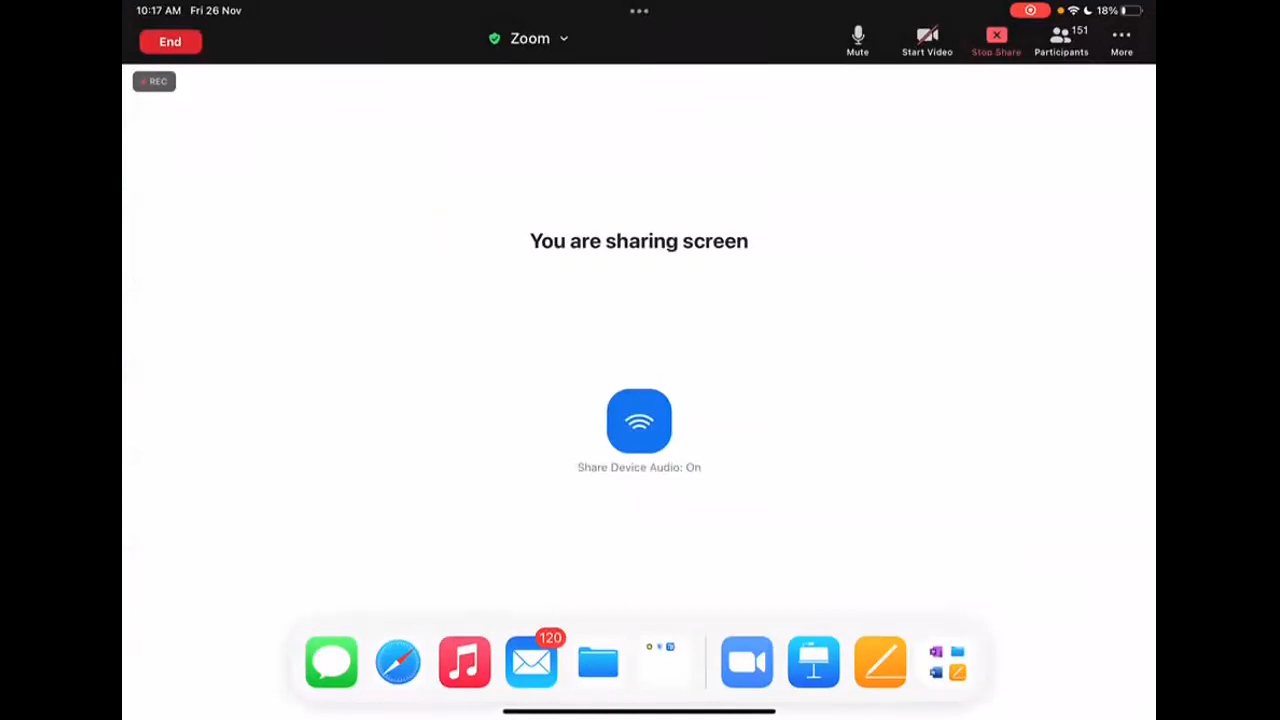 10:17 AM Fri 26 Nov
18%
End
Zoom
Mute
Start Video
Stop Share
151
Participants
More
REC
You are sharing screen
Share Device Audio: On
120